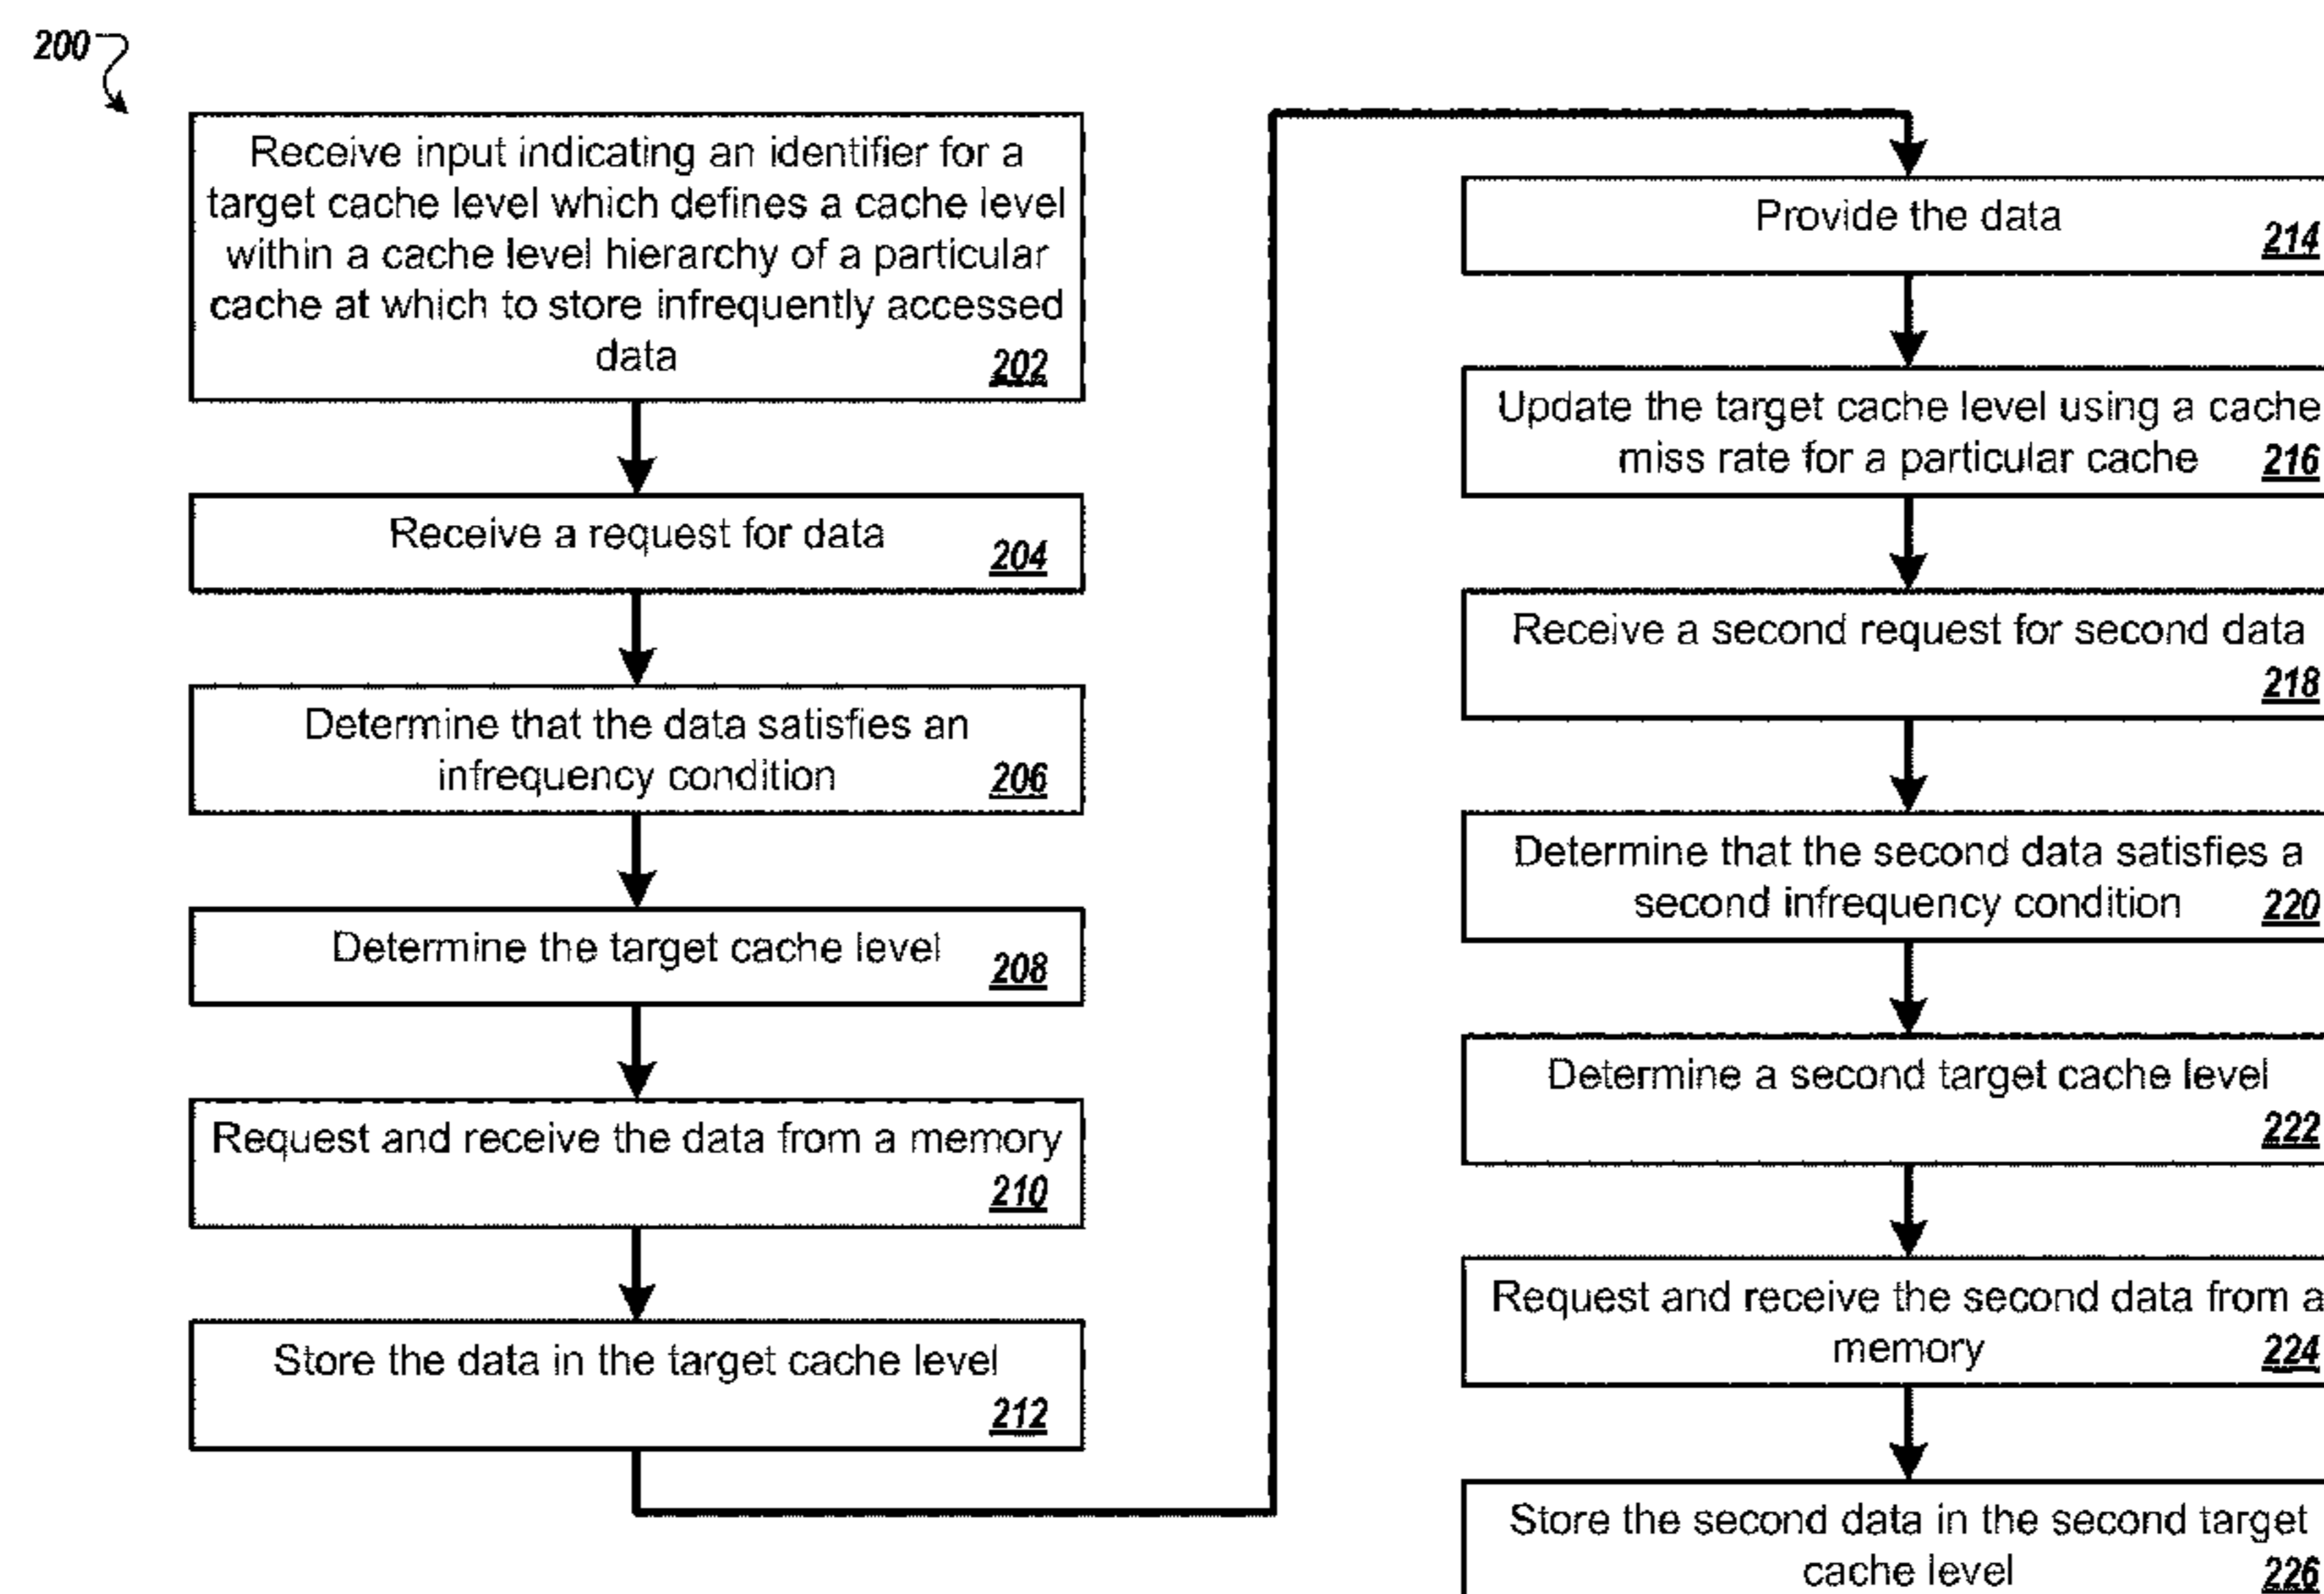 200
Receive input indicating an identifier for a
target cache level which defines a cache level
within a cache level hierarchy of a particular
cache at which to store infrequently accessed
data 202
Receive a request for data 204
Determine that the data satisfies an
infrequency condition 206
Determine the target cache level 208
Request and receive the data from a memory
210
Store the data in the target cache level
212
Provide the data 214
Update the target cache level using a cache
miss rate for a particular cache 216
Receive a second request for second data
218
Determine that the second data satisfies a
second infrequency condition 220
Determine a second target cache level
222
Request and receive the second data from a
memory 224
Store the second data in the second target
cache level 226